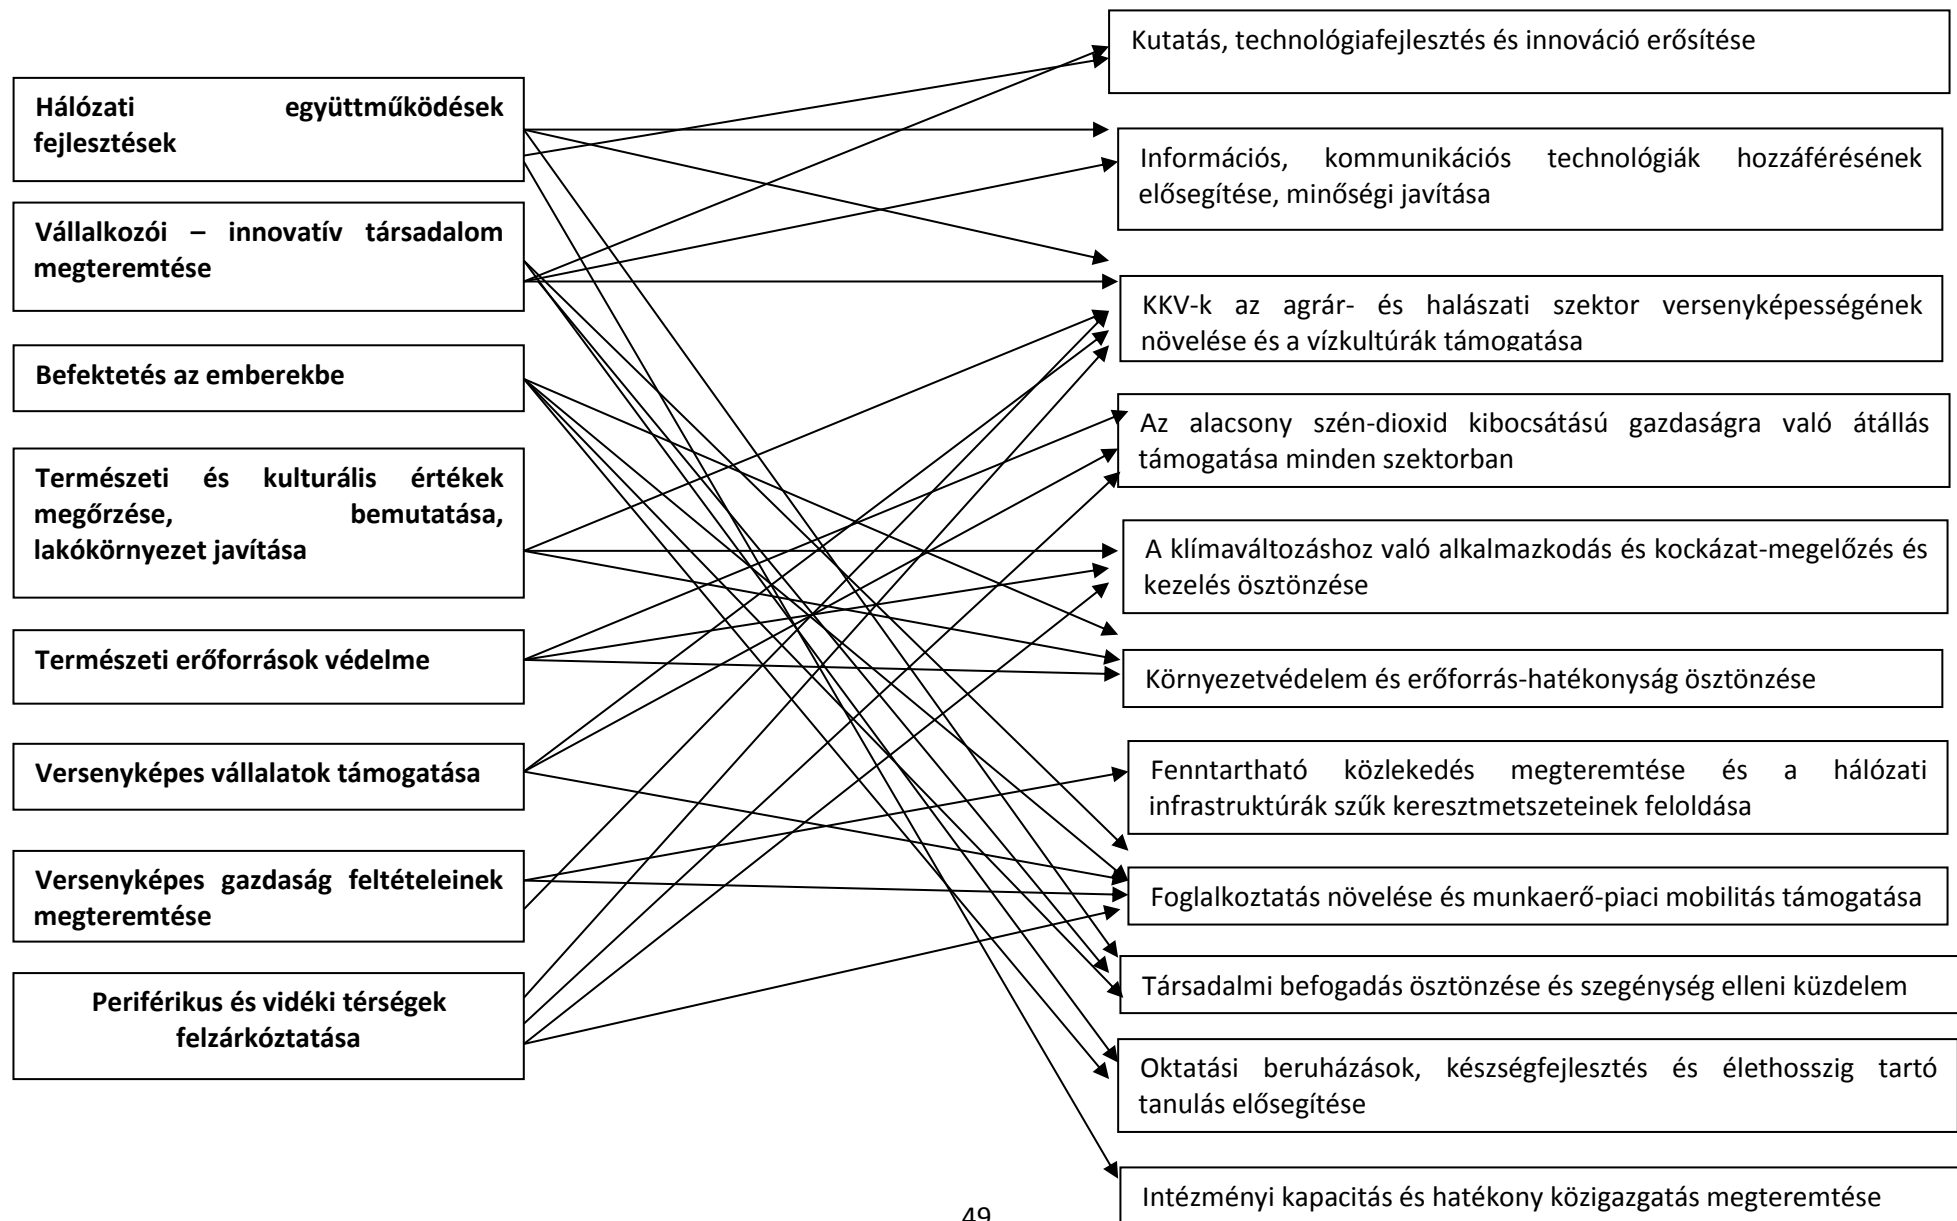 Hálózati együttműködések
fejlesztések
Vállalkozói – innovatív társadalom
megteremtése
Befektetés az emberekbe
Természeti és kulturális értékek
megőrzése, bemutatása,
lakókörnyezet javítása
Természeti erőforrások védelme
Versenyképes vállalatok támogatása
Versenyképes gazdaság feltételeinek
megteremtése
Periférikus és vidéki térségek
felzárkóztatása
Kutatás, technológiafejlesztés és innováció erősítése
Információs, kommunikációs technológiák hozzáférésének
elősegítése, minőségi javítása
KKV-k az agrár- és halászati szektor versenyképességének
növelése és a vízkultúrák támogatása
Az alacsony szén-dioxid kibocsátású gazdaságra való átállás
támogatása minden szektorban
A klímaváltozáshoz való alkalmazkodás és kockázat-megelőzés és
kezelés ösztönzése
Környezetvédelem és erőforrás-hatékonyság ösztönzése
Fenntartható közlekedés megteremtése és a hálózati
infrastruktúrák szűk keresztmetszeteinek feloldása
Foglalkoztatás növelése és munkaerő-piaci mobilitás támogatása
Társadalmi befogadás ösztönzése és szegénység elleni küzdelem
Oktatási beruházások, készségfejlesztés és élethosszig tartó
tanulás elősegítése
Intézményi kapacitás és hatékony közigazgatás megteremtése
49